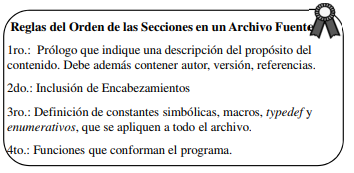 Reglas del Orden de las Secciones en un Archivo Fuente
1ro.: Prólogo que indique una descripción del propósito del
contenido. Debe además contener autor, versión, referencias.
2do.: Inclusión de Encabezamientos
3ro.: Definición de constantes simbólicas, macros, typedef y
enumerativos, que se apliquen a todo el archivo.
4to.: Funciones que conforman el programa.